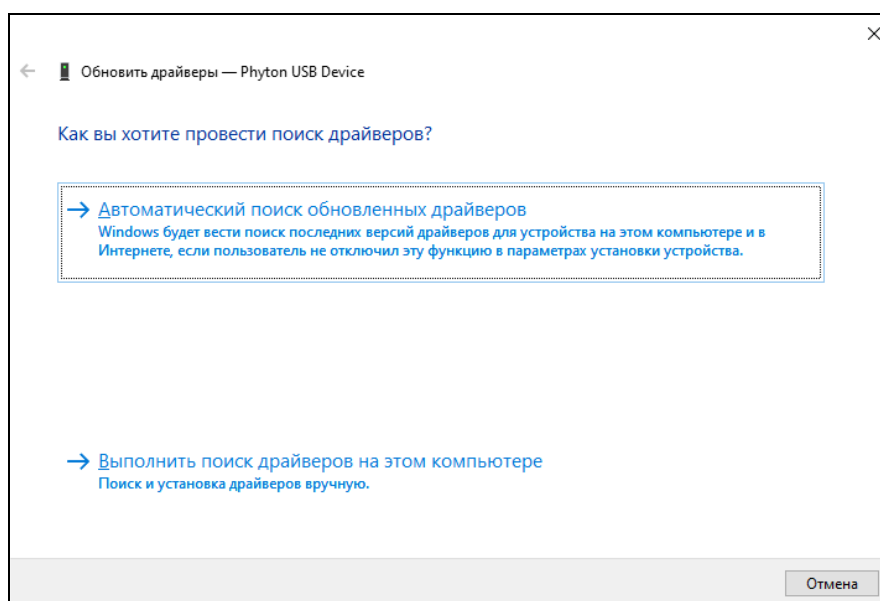 Обновить драйверы — Phyton USB Device
Как вы хотите провести поиск драйверов?
Автоматический поиск обновленных драйверов
Windows будет вести поиск последних версий драйверов для устройства на этом компьютере и в
Интернете, если пользователь не отключил эту функцию в параметрах установки устройства.
Выполнить поиск драйверов на этом компьютере
Поиск и установка драйверов вручную.
Отмена